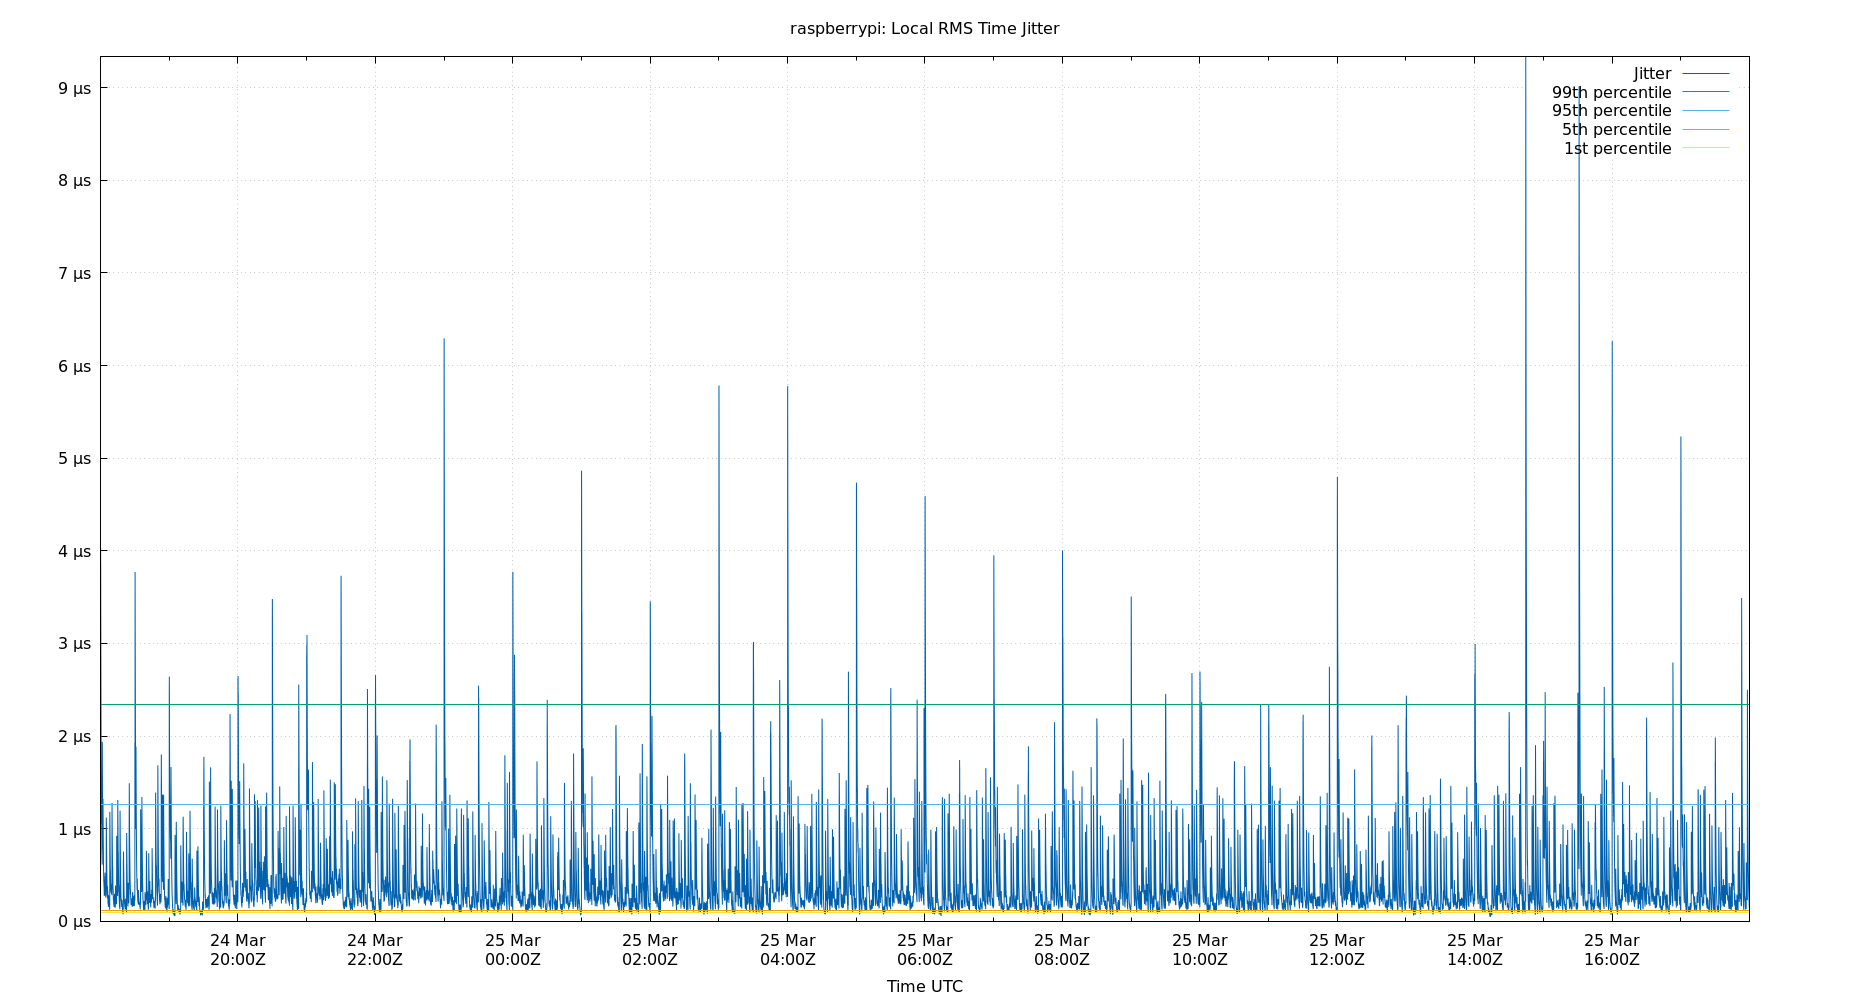 raspberrypi: Local RMS Time Jitter
Jitter
99th percentile
95th percentile
5th percentile
1st percentile
9 µs
8 µs
7 µs
6 µs
5 µs
4 µs
3 µs
2 µs
1 µs
0 µs
24 Mar 24 Mar 25 Mar 25 Mar 25 Mar 25 Mar 25 Mar 25 Mar 25 Mar 25 Mar 25 Mar
20:00Z 22:00Z 00:00Z 02:00Z 04:00Z 06:00Z 08:00Z 10:00Z 12:00Z 14:00Z 16:00Z
Time UTC